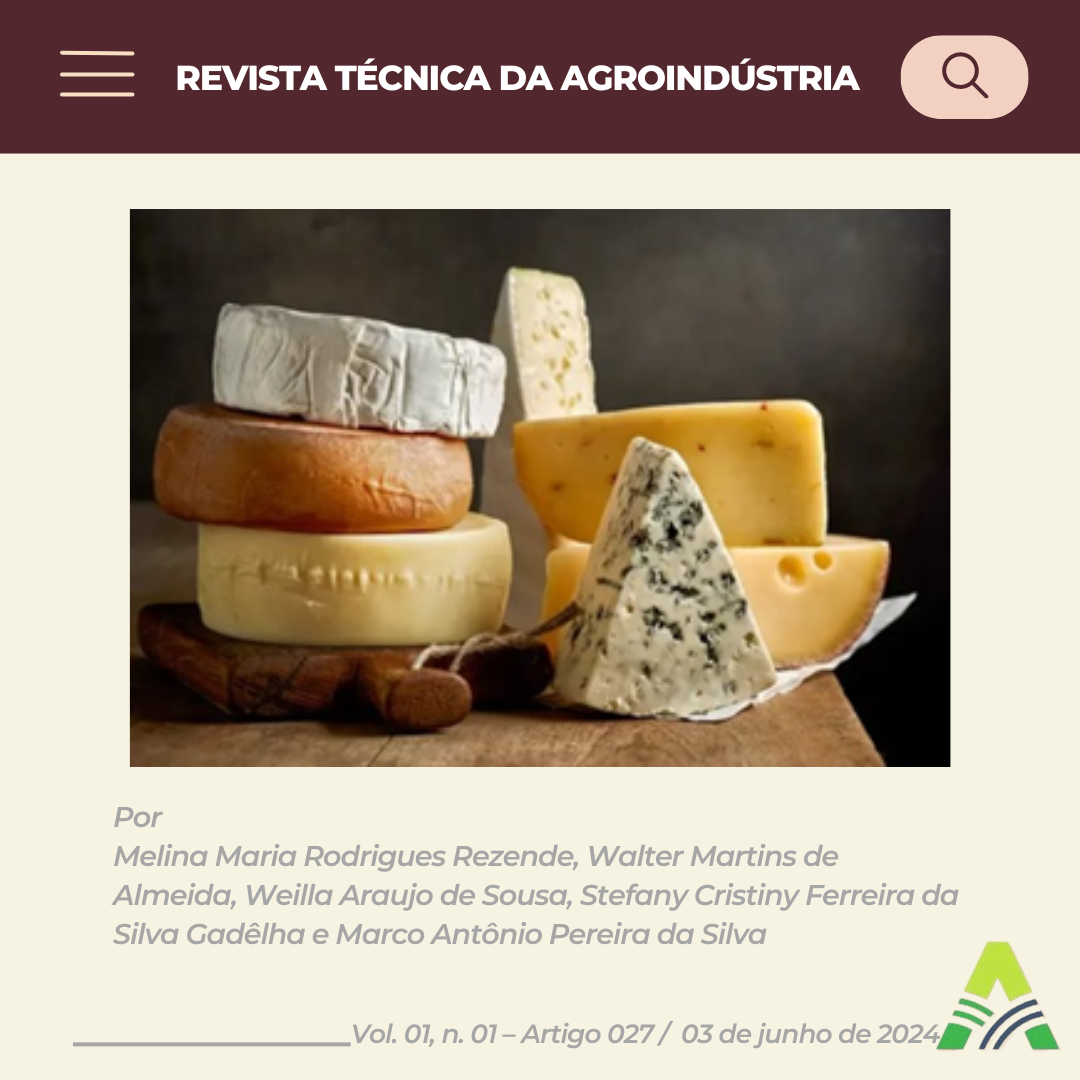 REVISTA TÉCNICA DA AGROINDÚSTRIA
Por
Melina Maria Rodrigues Rezende, Walter Martins de
Almeida, Weilla Araujo de Sousa, Stefany Cristiny Ferreira da
Silva Gadêlha e Marco Antônio Pereira da Silva
Vol. 01, n. 01 – Artigo 027 / 03 de junho de 2024